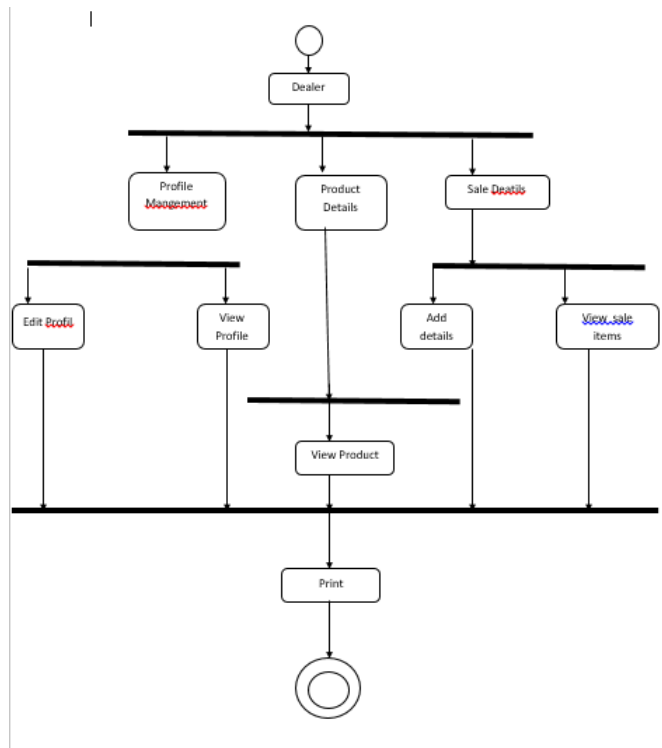 Dealer
Profile
Mangement
Product
Details
Sale Deatils
Edit Profil
View
Profile
Add
details
View sale
items
View Product
Print